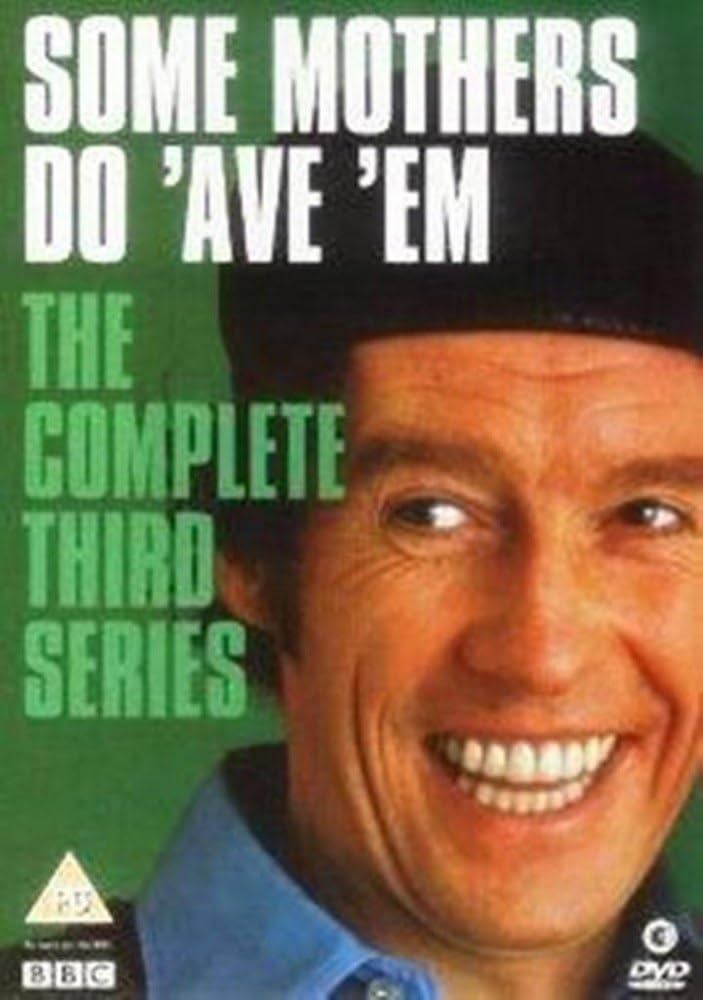 SOME MOTHERS
DO 'AVE 'EM
THE
COMPLETE
THIRD
SERIES
PG
BBC
DVD